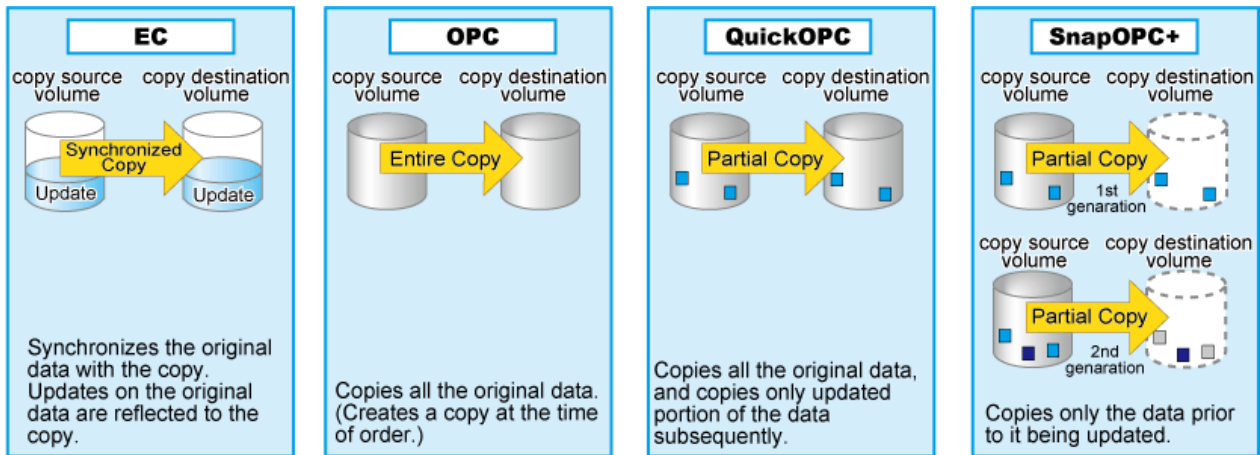 EC
copy source
volume
copy destination
volume
Synchronized
Copy
Update
Update
Synchronizes the original
data with the copy.
Updates on the original
data are reflected to the
copy.
OPC
copy source
volume
copy destination
volume
Entire Copy
Copies all the original data.
(Creates a copy at the time
of order.)
QuickOPC
copy source
volume
copy destination
volume
Partial Copy
Copies all the original data,
and copies only updated
portion of the data
subsequently.
SnapOPC+
copy source
volume
copy destination
volume
Partial Copy
1st
genaration
copy source
volume
copy destination
volume
Partial Copy
2nd
genaration
Copies only the data prior
to it being updated.